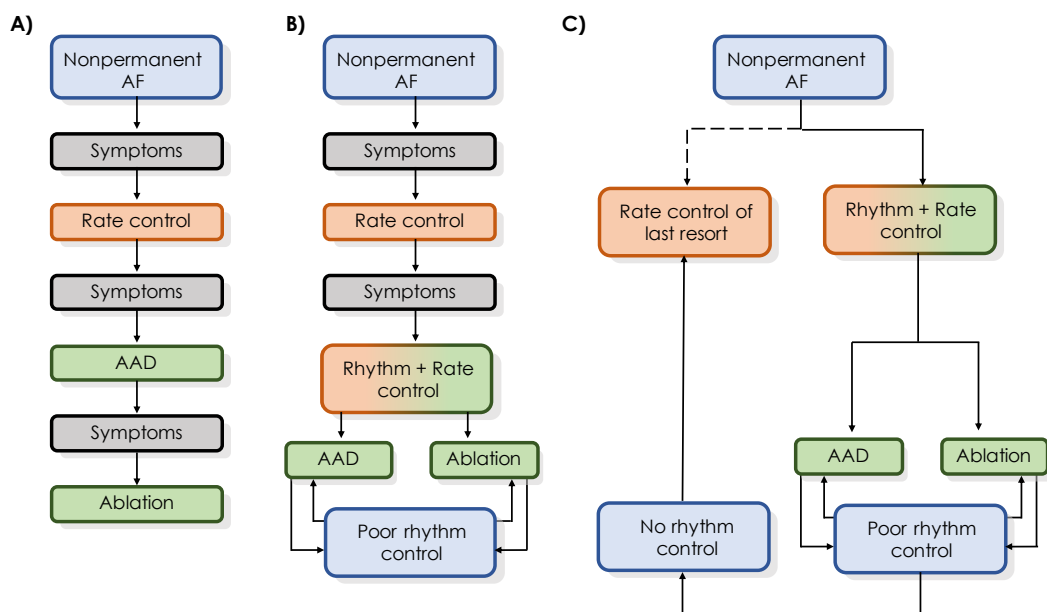 A)
Nonpermanent
AF
Symptoms
Rate control
Symptoms
AAD
Symptoms
Ablation
B)
Nonpermanent
AF
Symptoms
Rate control
Symptoms
Rhythm + Rate
control
AAD
Ablation
Poor rhythm
control
C)
Nonpermanent
AF
Rate control of
last resort
Rhythm + Rate
control
AAD
Ablation
No rhythm
control
Poor rhythm
control